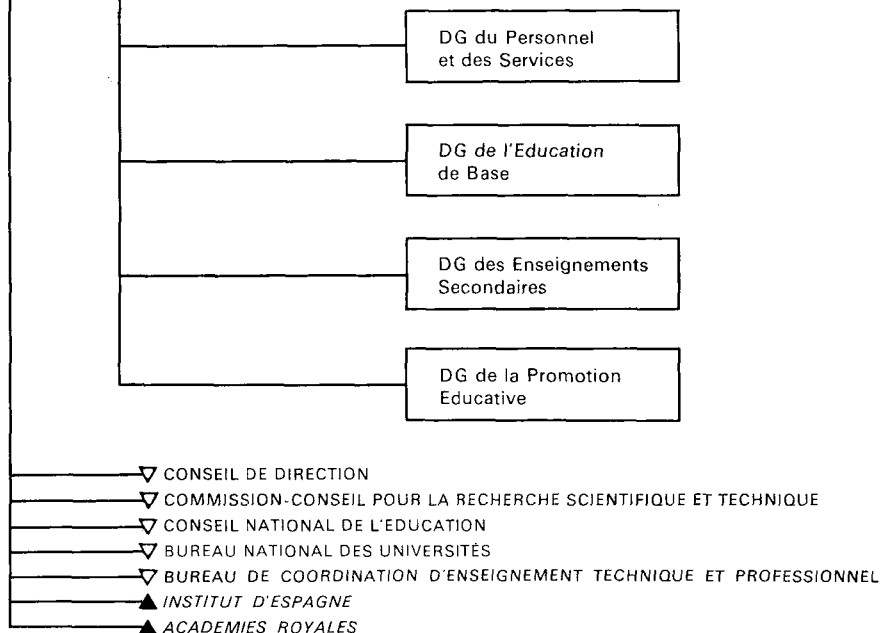 DG du Personnel
et des Services
DG de l'Education
de Base
DG des Enseignements
Secondaires
DG de la Promotion
Educative
CONSEIL DE DIRECTION
COMMISSION-CONSEIL POUR LA RECHERCHE SCIENTIFIQUE ET TECHNIQUE
CONSEIL NATIONAL DE L'EDUCATION
BUREAU NATIONAL DES UNIVERSITÉS
BUREAU DE COORDINATION D'ENSEIGNEMENT TECHNIQUE ET PROFESSIONNEL
INSTITUT D'ESPAGNE
ACADEMIES ROYALES